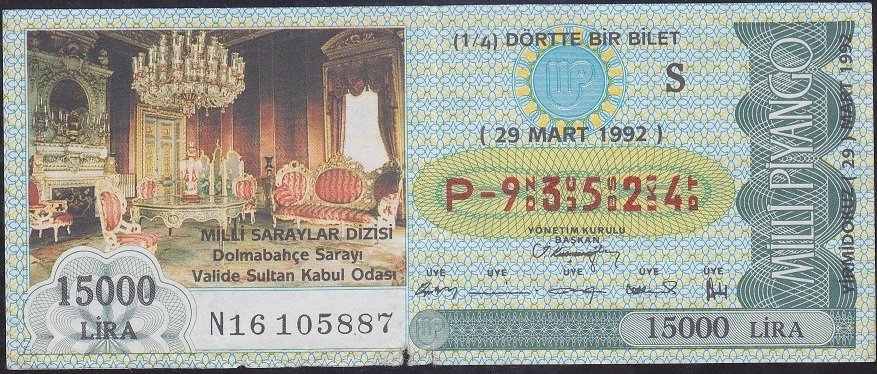 MİLLİ SARAYLAR DİZİSİ
Dolmabahçe Sarayı
Valide Sultan Kabul Odası
15000
LİRA
N16 105887
(1/4) DÖRTTE BİR BİLET
MP
S
( 29 MART 1992 )
P-9 3 5 2 4
YÖNETİM KURULU
BAŞKAN
ÜYE ÜYE ÜYE ÜYE ÜYE
MP
15000 LİRA
MİLLİ PİYANGO
YİRMİDOKUZ ( 29 ) MART 1992